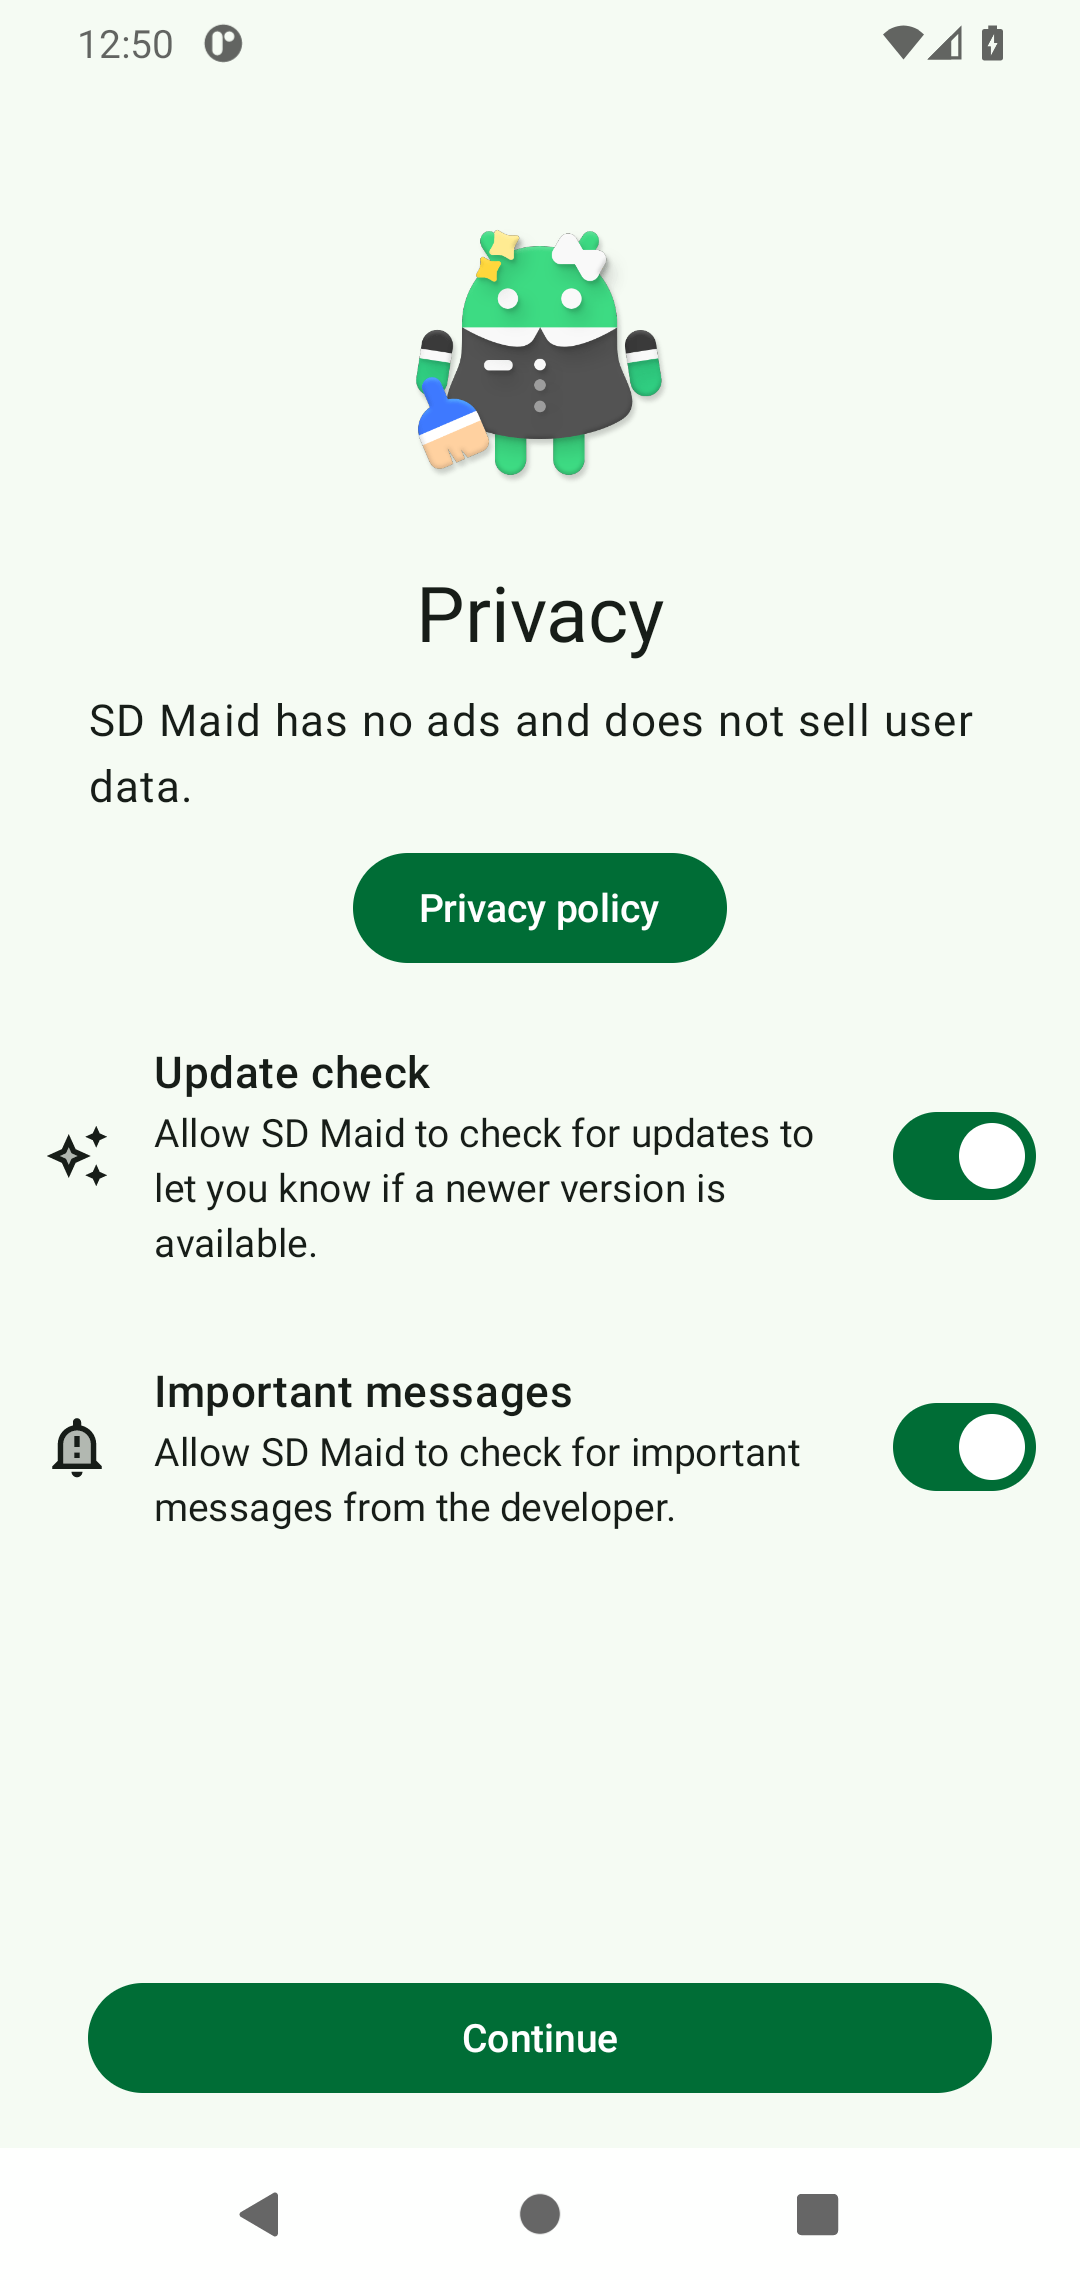 12:50
Privacy
SD Maid has no ads and does not sell user
data.
Privacy policy
Update check
Allow SD Maid to check for updates to
let you know if a newer version is
available.
Important messages
Allow SD Maid to check for important
messages from the developer.
Continue